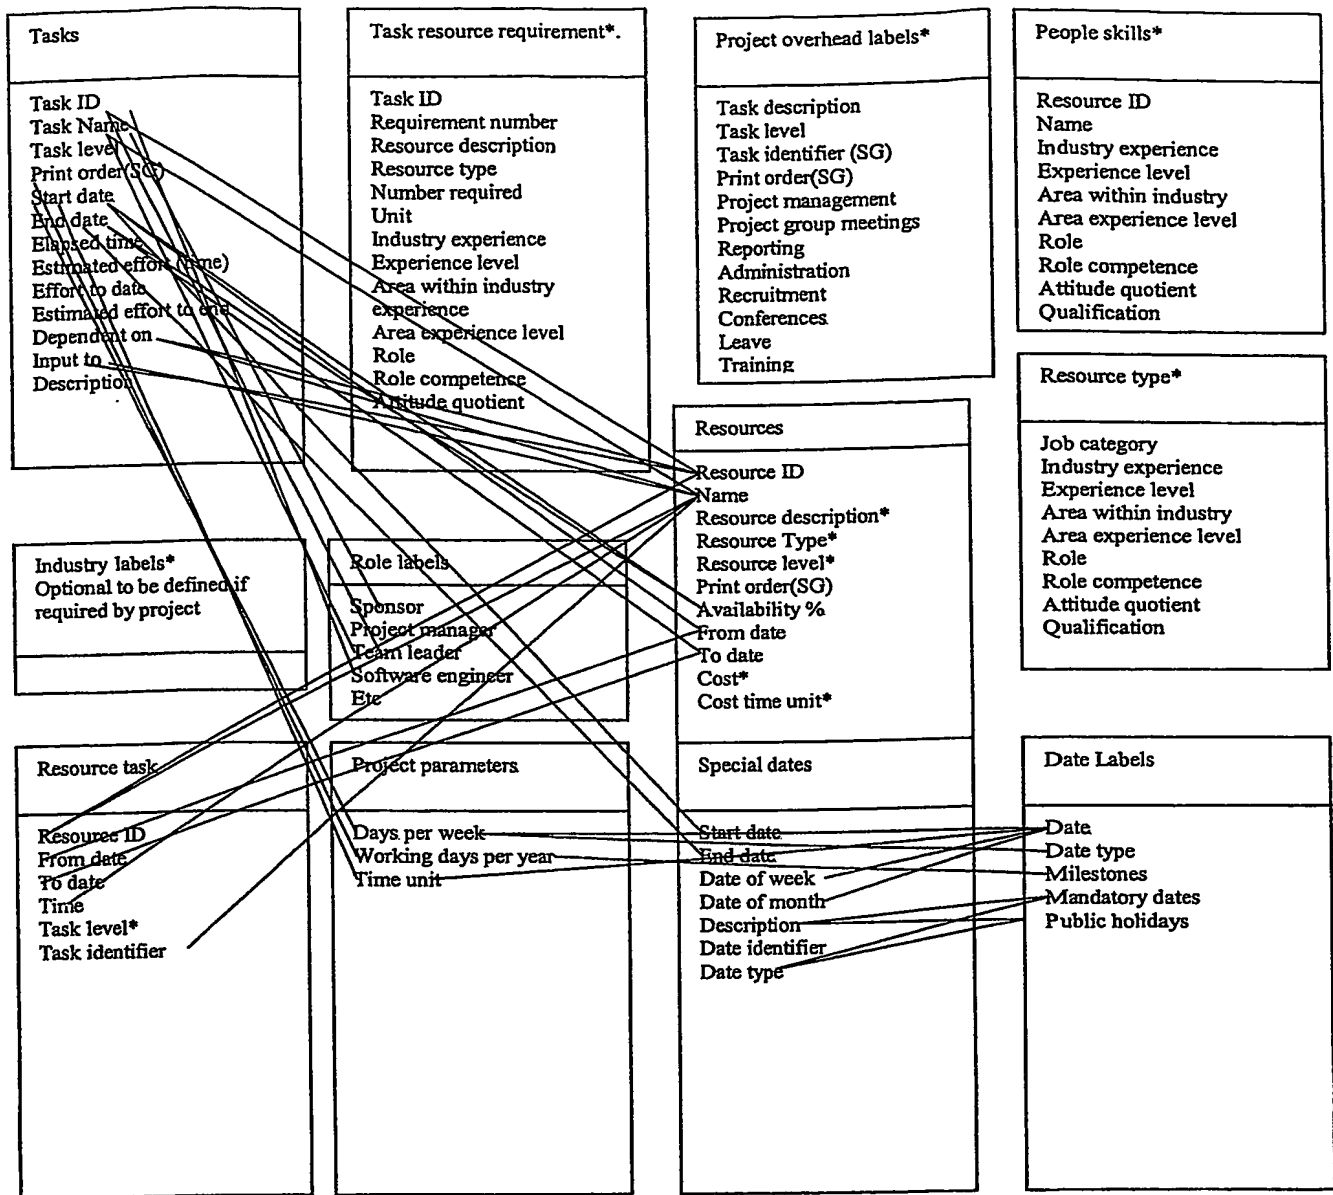 Tasks
Task ID
Task Name
Task level
Print order(SG)
Start date
End date
Elapsed time
Estimated effort (time)
Effort to date
Estimated effort to end
Dependent on
Input to
Description
Task resource requirement*.
Task ID
Requirement number
Resource description
Resource type
Number required
Unit
Industry experience
Experience level
Area within industry
experience
Area experience level
Role
Role competence
Attitude quotient
Project overhead labels*
Task description
Task level
Task identifier (SG)
Print order(SG)
Project management
Project group meetings
Reporting
Administration
Recruitment
Conferences
Leave
Training
People skills*
Resource ID
Name
Industry experience
Experience level
Area within industry
Area experience level
Role
Role competence
Attitude quotient
Qualification
Resource type*
Job category
Industry experience
Experience level
Area within industry
Area experience level
Role
Role competence
Attitude quotient
Qualification
Resources
Resource ID
Name
Resource description*
Resource Type*
Resource level*
Print order(SG)
Availability %
From date
To date
Cost*
Cost time unit*
Industry labels*
Optional to be defined if
required by project
Role labels
Sponsor
Project manager
Team leader
Software engineer
Etc
Resource task
Resource ID
From date
To date
Time
Task level*
Task identifier
Project parameters
Days per week
Working days per year
Time unit
Special dates
Start date
End date
Date of week
Date of month
Description
Date identifier
Date type
Date Labels
Date
Date type
Milestones
Mandatory dates
Public holidays